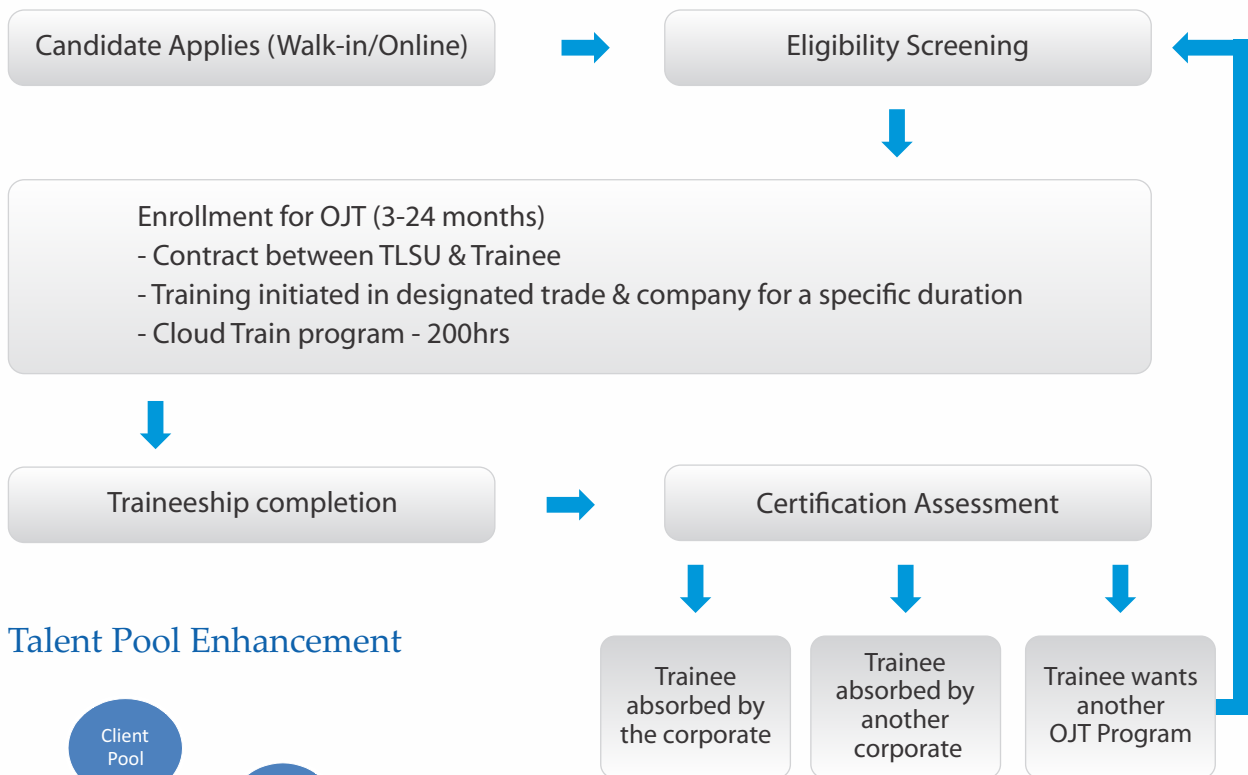 Candidate Applies (Walk-in/Online)
Eligibility Screening
Enrollment for OJT (3-24 months)
- Contract between TLSU & Trainee
- Training initiated in designated trade & company for a specific duration
- Cloud Train program - 200hrs
Traineeship completion
Certification Assessment
Trainee
absorbed by
the corporate
Trainee
absorbed by
another
corporate
Trainee wants
another
OJT Program
Talent Pool Enhancement
Client
Pool